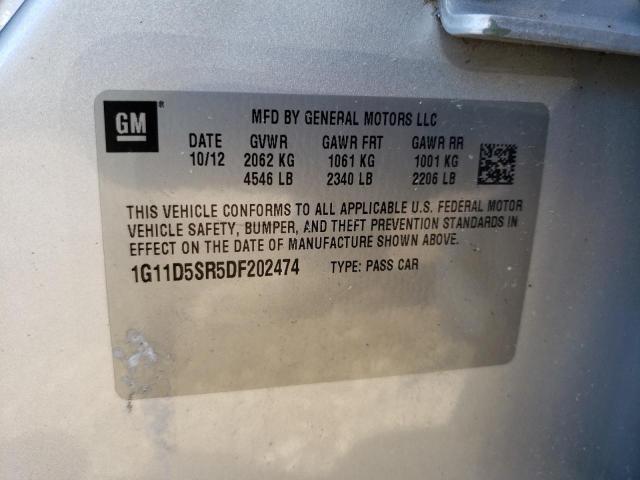 GM ® MFD BY GENERAL MOTORS LLC
DATE GVWR GAWR FRT GAWR RR
10/12 2062 KG 1061 KG 1001 KG
4546 LB 2340 LB 2206 LB
THIS VEHICLE CONFORMS TO ALL APPLICABLE U.S. FEDERAL MOTOR
VEHICLE SAFETY, BUMPER, AND THEFT PREVENTION STANDARDS IN
EFFECT ON THE DATE OF MANUFACTURE SHOWN ABOVE.
1G11D5SR5DF202474 TYPE: PASS CAR